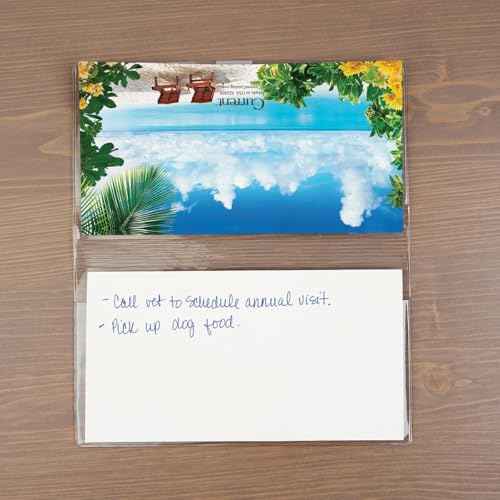 Current
- Call vet to schedule annual visit.
- Pick up dog food.